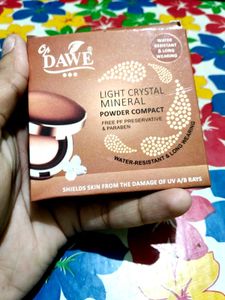 DAWE
WATER
RESISTANT
& LONG
WEARING
LIGHT CRYSTAL
MINERAL
POWDER COMPACT
FREE PF PRESERVATIVE
& PARABEN
WATER-RESISTANT & LONG WEARING
SHIELDS SKIN FROM THE DAMAGE OF UV A/B RAYS